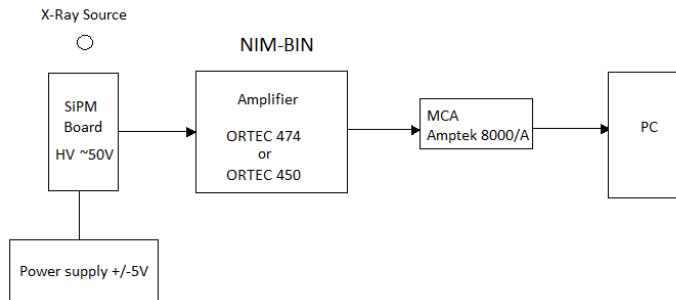 X-Ray Source
NIM-BIN
SiPM
Board
HV ~50V
Amplifier
ORTEC 474
or
ORTEC 450
MCA
Amptek 8000/A
PC
Power supply +/-5V